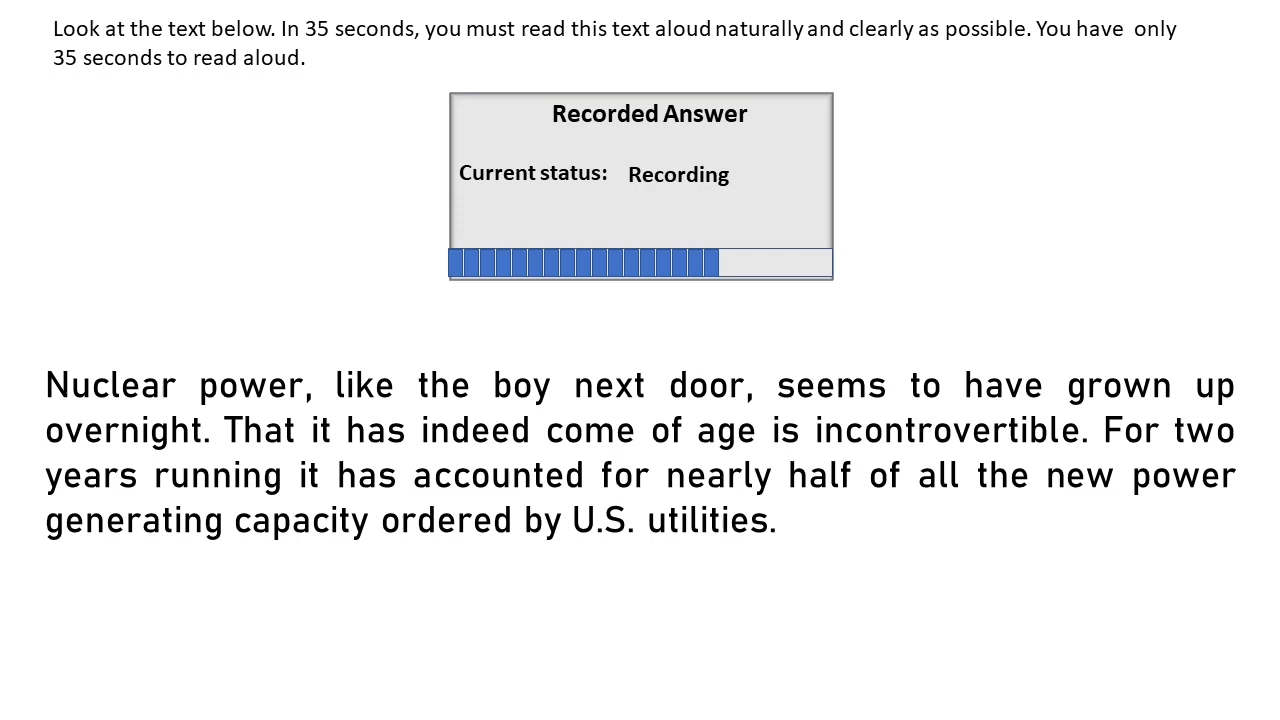 Look at the text below. In 35 seconds, you must read this text aloud naturally and clearly as possible. You have only
35 seconds to read aloud.
Recorded Answer
Current status: Recording
Nuclear power, like the boy next door, seems to have grown up
overnight. That it has indeed come of age is incontrovertible. For two
years running it has accounted for nearly half of all the new power
generating capacity ordered by U.S. utilities.